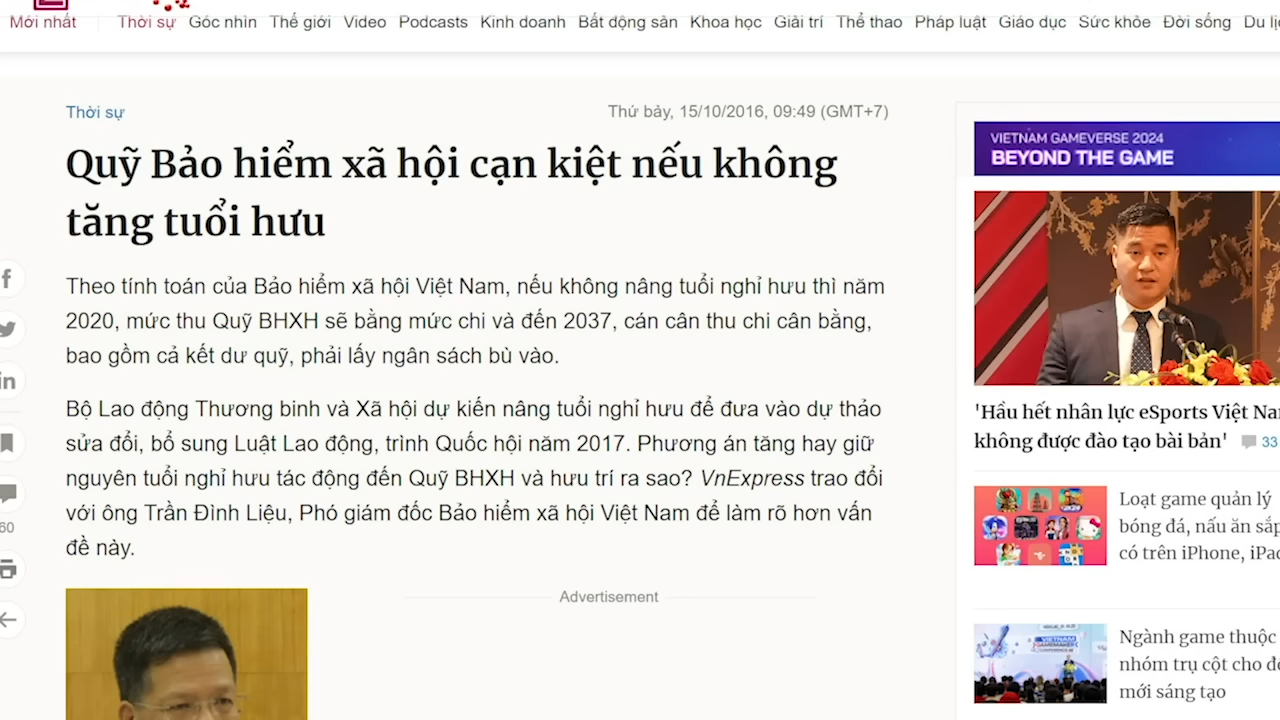 Mới nhất Thời sự Góc nhìn Thế giới Video Podcasts Kinh doanh Bất động sản Khoa học Giải trí Thể thao Pháp luật Giáo dục Sức khỏe Đời sống Du lị
Thời sự
Thứ bảy, 15/10/2016, 09:49 (GMT+7)
Quỹ Bảo hiểm xã hội cạn kiệt nếu không
tăng tuổi hưu
Theo tính toán của Bảo hiểm xã hội Việt Nam, nếu không nâng tuổi nghỉ hưu thì năm
2020, mức thu Quỹ BHXH sẽ bằng mức chi và đến 2037, cán cân thu chi cân bằng,
bao gồm cả kết dư quỹ, phải lấy ngân sách bù vào.
Bộ Lao động Thương binh và Xã hội dự kiến nâng tuổi nghỉ hưu để đưa vào dự thảo
sửa đổi, bổ sung Luật Lao động, trình Quốc hội năm 2017. Phương án tăng hay giữ
nguyên tuổi nghỉ hưu tác động đến Quỹ BHXH và hưu trí ra sao? VnExpress trao đổi
với ông Trần Đình Liệu, Phó giám đốc Bảo hiểm xã hội Việt Nam để làm rõ hơn vấn
đề này.
60
Advertisement
VIETNAM GAMEVERSE 2024
BEYOND THE GAME
'Hầu hết nhân lực eSports Việt Na
không được đào tạo bài bản' 33
Loạt game quản lý
bóng đá, nấu ăn sắp
có trên iPhone, iPad
Ngành game thuộc
nhóm trụ cột cho đổ
mới sáng tạo